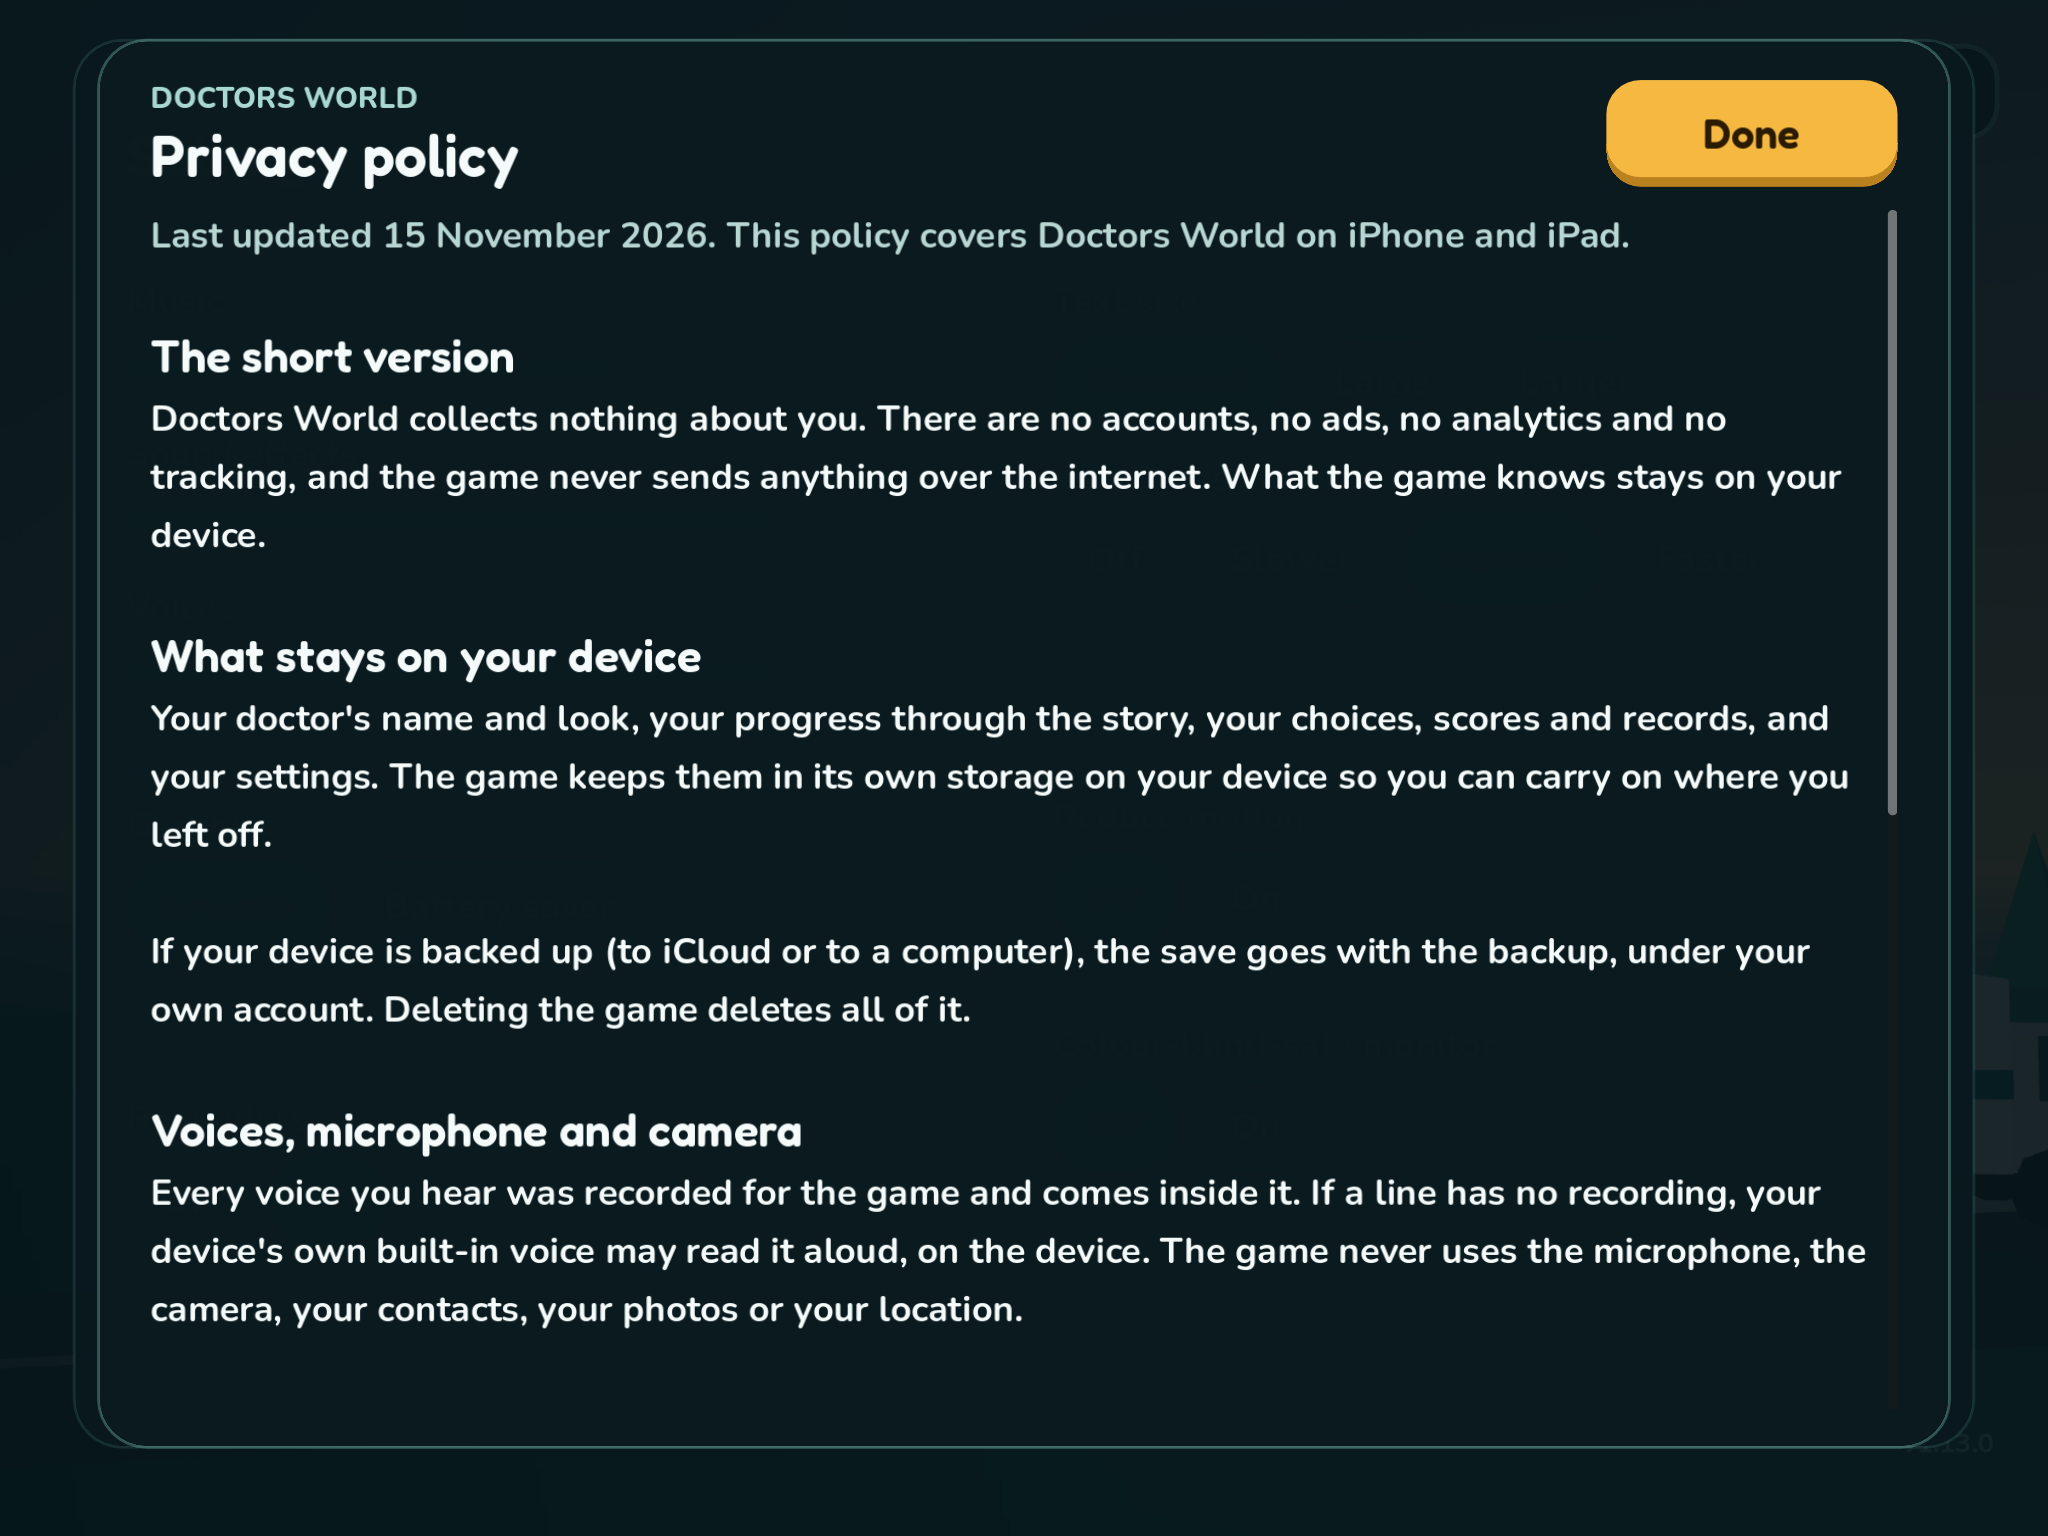 DOCTORS WORLD
Privacy policy
Done
Last updated 15 November 2026. This policy covers Doctors World on iPhone and iPad.
The short version
Doctors World collects nothing about you. There are no accounts, no ads, no analytics and no
tracking, and the game never sends anything over the internet. What the game knows stays on your
device.
What stays on your device
Your doctor's name and look, your progress through the story, your choices, scores and records, and
your settings. The game keeps them in its own storage on your device so you can carry on where you
left off.
If your device is backed up (to iCloud or to a computer), the save goes with the backup, under your
own account. Deleting the game deletes all of it.
Voices, microphone and camera
Every voice you hear was recorded for the game and comes inside it. If a line has no recording, your
device's own built-in voice may read it aloud, on the device. The game never uses the microphone, the
camera, your contacts, your photos or your location.